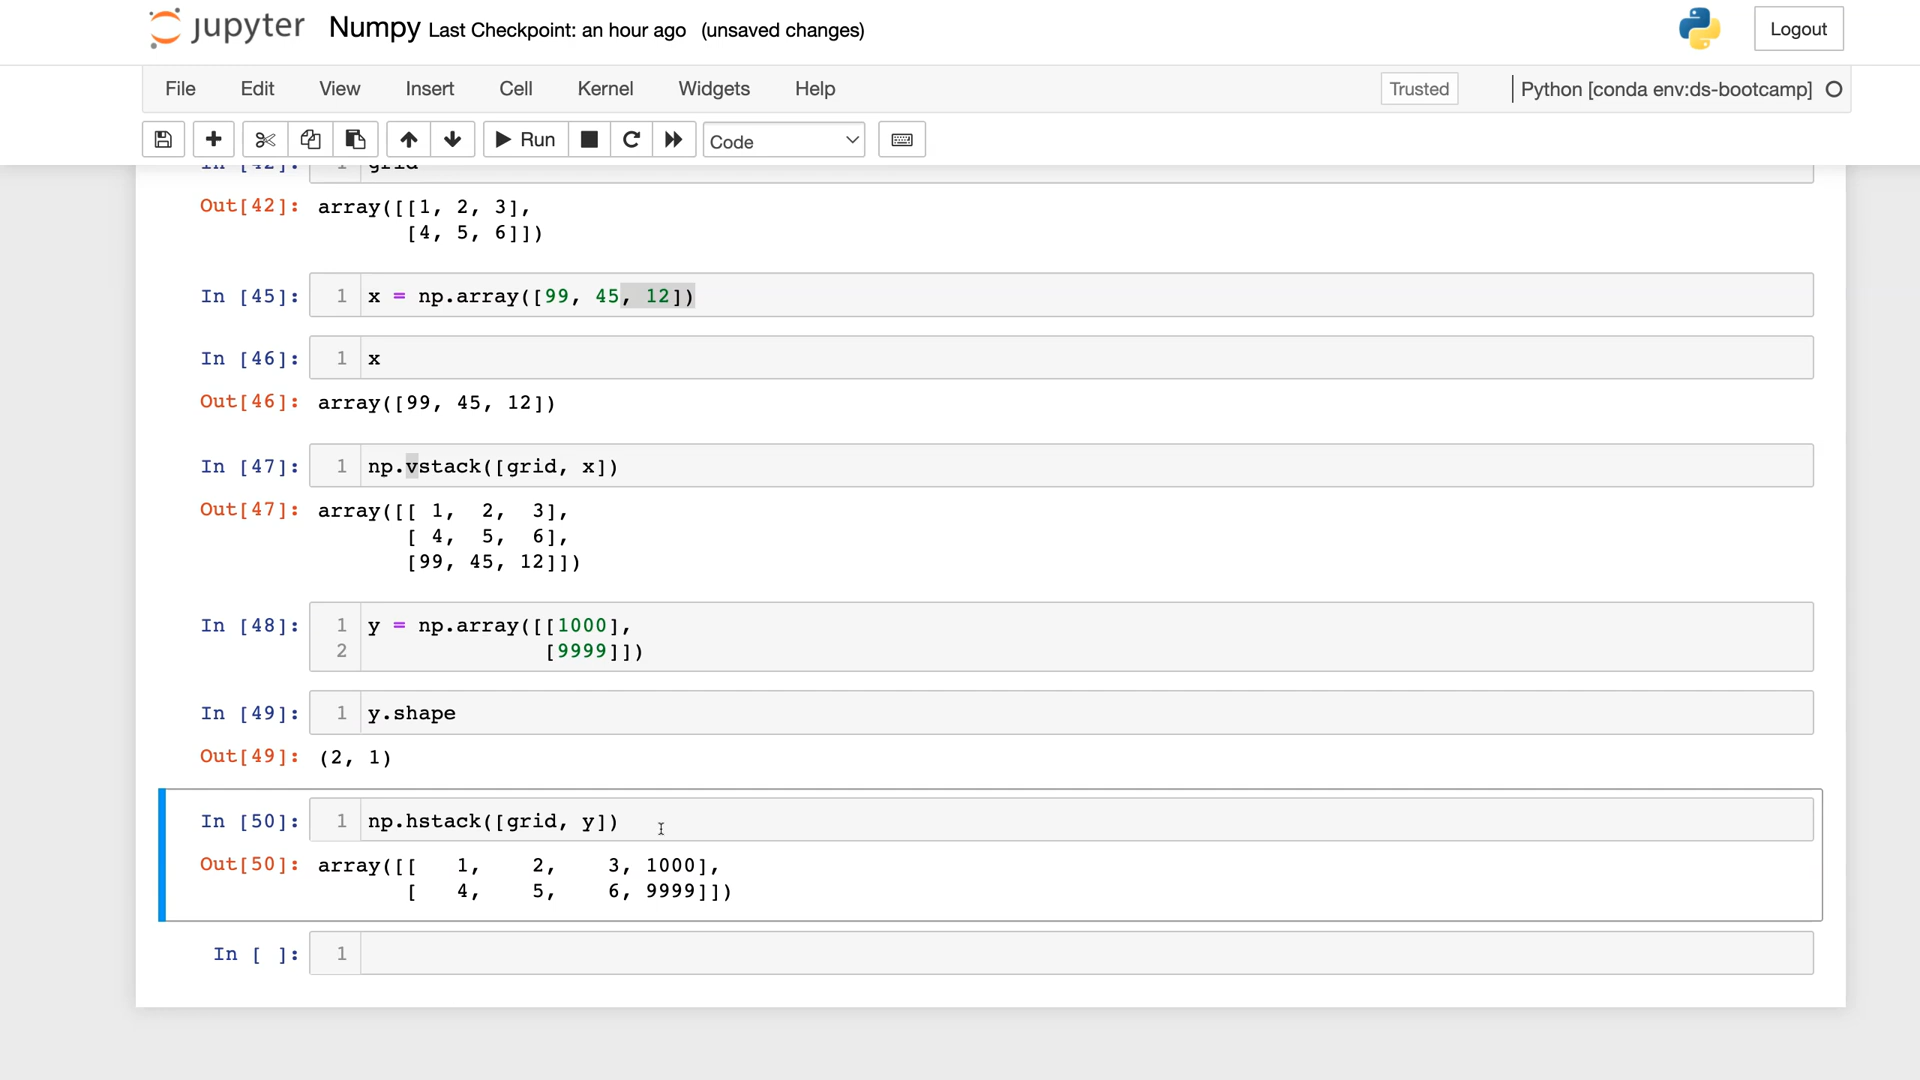 jupyter Numpy Last Checkpoint: an hour ago (unsaved changes) Logout
File Edit View Insert Cell Kernel Widgets Help Trusted Python [conda env:ds-bootcamp]
Run Code
In [42]: 1 grid
Out[42]: array([[1, 2, 3],
[4, 5, 6]])
In [45]: 1 x = np.array([99, 45, 12])
In [46]: 1 x
Out[46]: array([99, 45, 12])
In [47]: 1 np.vstack([grid, x])
Out[47]: array([[ 1, 2, 3],
[ 4, 5, 6],
[99, 45, 12]])
In [48]: 1 y = np.array([[1000],
2 [9999]])
In [49]: 1 y.shape
Out[49]: (2, 1)
In [50]: 1 np.hstack([grid, y])
Out[50]: array([[ 1, 2, 3, 1000],
[ 4, 5, 6, 9999]])
In [ ]: 1